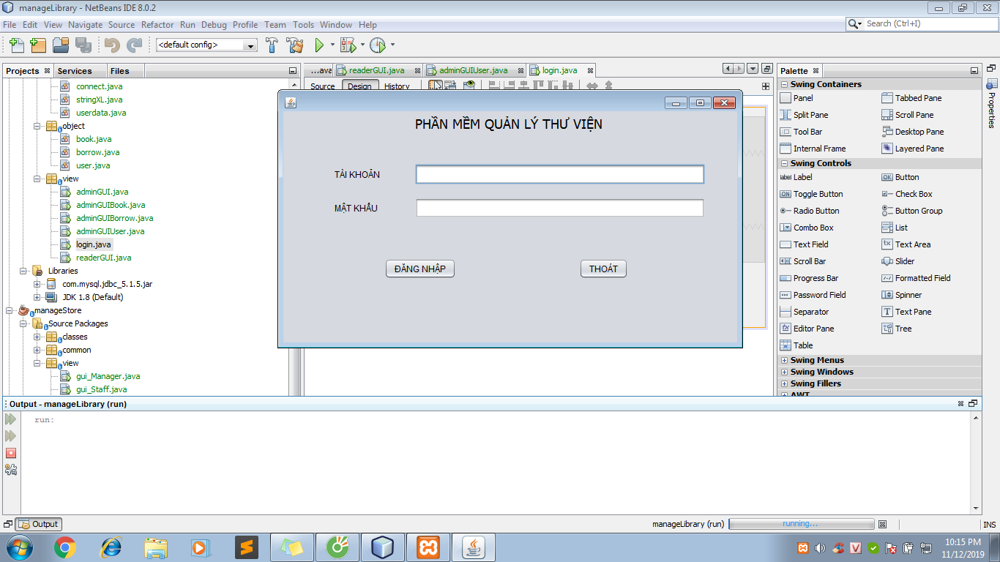 manageLibrary - NetBeans IDE 8.0.2
File Edit View Navigate Source Refactor Run Debug Profile Team Tools Window Help
Search (Ctrl+I)
<default config>
Projects Services Files
connect.java
stringXL.java
userdata.java
object
book.java
borrow.java
user.java
view
adminGUI.java
adminGUIBook.java
adminGUIBorrow.java
adminGUIUser.java
login.java
readerGUI.java
Libraries
com.mysql.jdbc_5.1.5.jar
JDK 1.8 (Default)
manageStore
Source Packages
classes
common
view
gui_Manager.java
gui_Staff.java
...ava readerGUI.java adminGUIUser.java login.java
Source Design History
PHẦN MỀM QUẢN LÝ THƯ VIỆN
TÀI KHOẢN
MẬT KHẨU
ĐĂNG NHẬP THOÁT
Palette
Swing Containers
Panel Tabbed Pane
Split Pane Scroll Pane
Tool Bar Desktop Pane
Internal Frame Layered Pane
Swing Controls
label Label OK Button
ON Toggle Button Check Box
Radio Button Button Group
Combo Box List
Text Field Text Area
Scroll Bar Slider
Progress Bar Formatted Field
Password Field Spinner
Separator Text Pane
Editor Pane Tree
Table
Swing Menus
Swing Windows
Swing Fillers
AWT
Properties
Output - manageLibrary (run)
run:
Output
manageLibrary (run) running...
INS
10:15 PM
11/12/2019